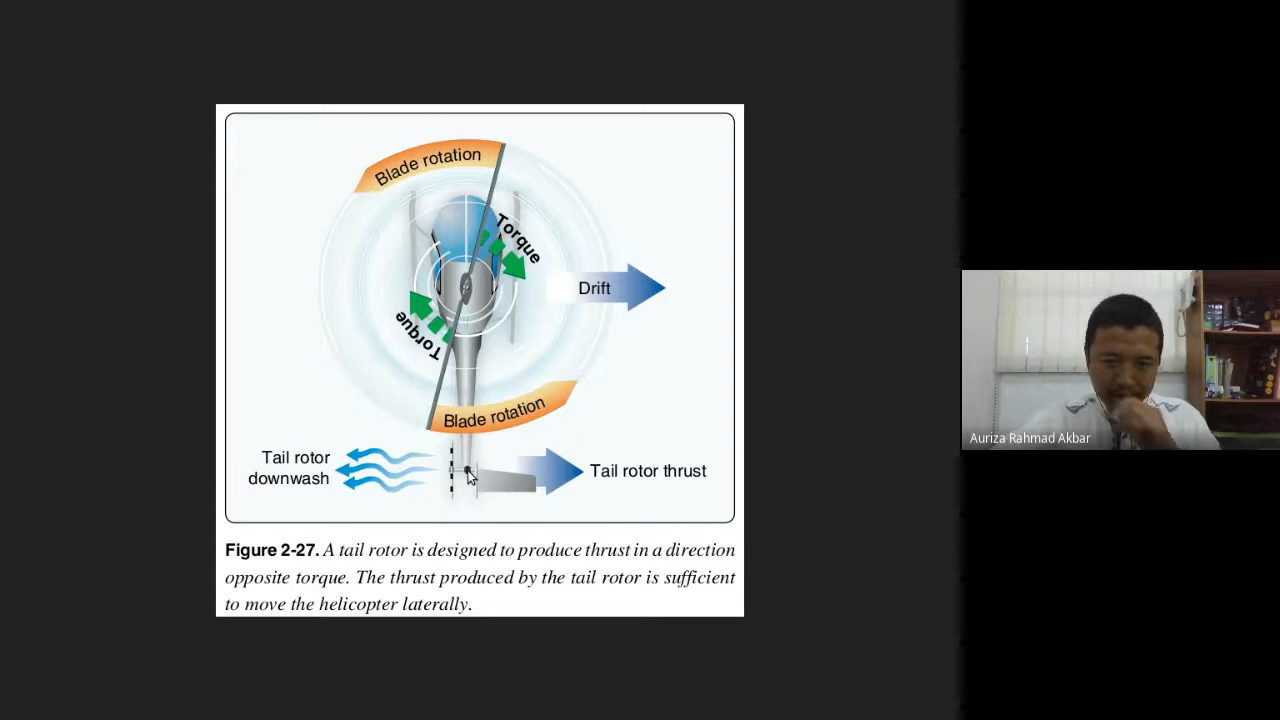 Blade rotation
Torque
Drift
Torque
Blade rotation
Tail rotor
downwash
Tail rotor thrust
Figure 2-27. A tail rotor is designed to produce thrust in a direction
opposite torque. The thrust produced by the tail rotor is sufficient
to move the helicopter laterally.
Auriza Rahmad Akbar